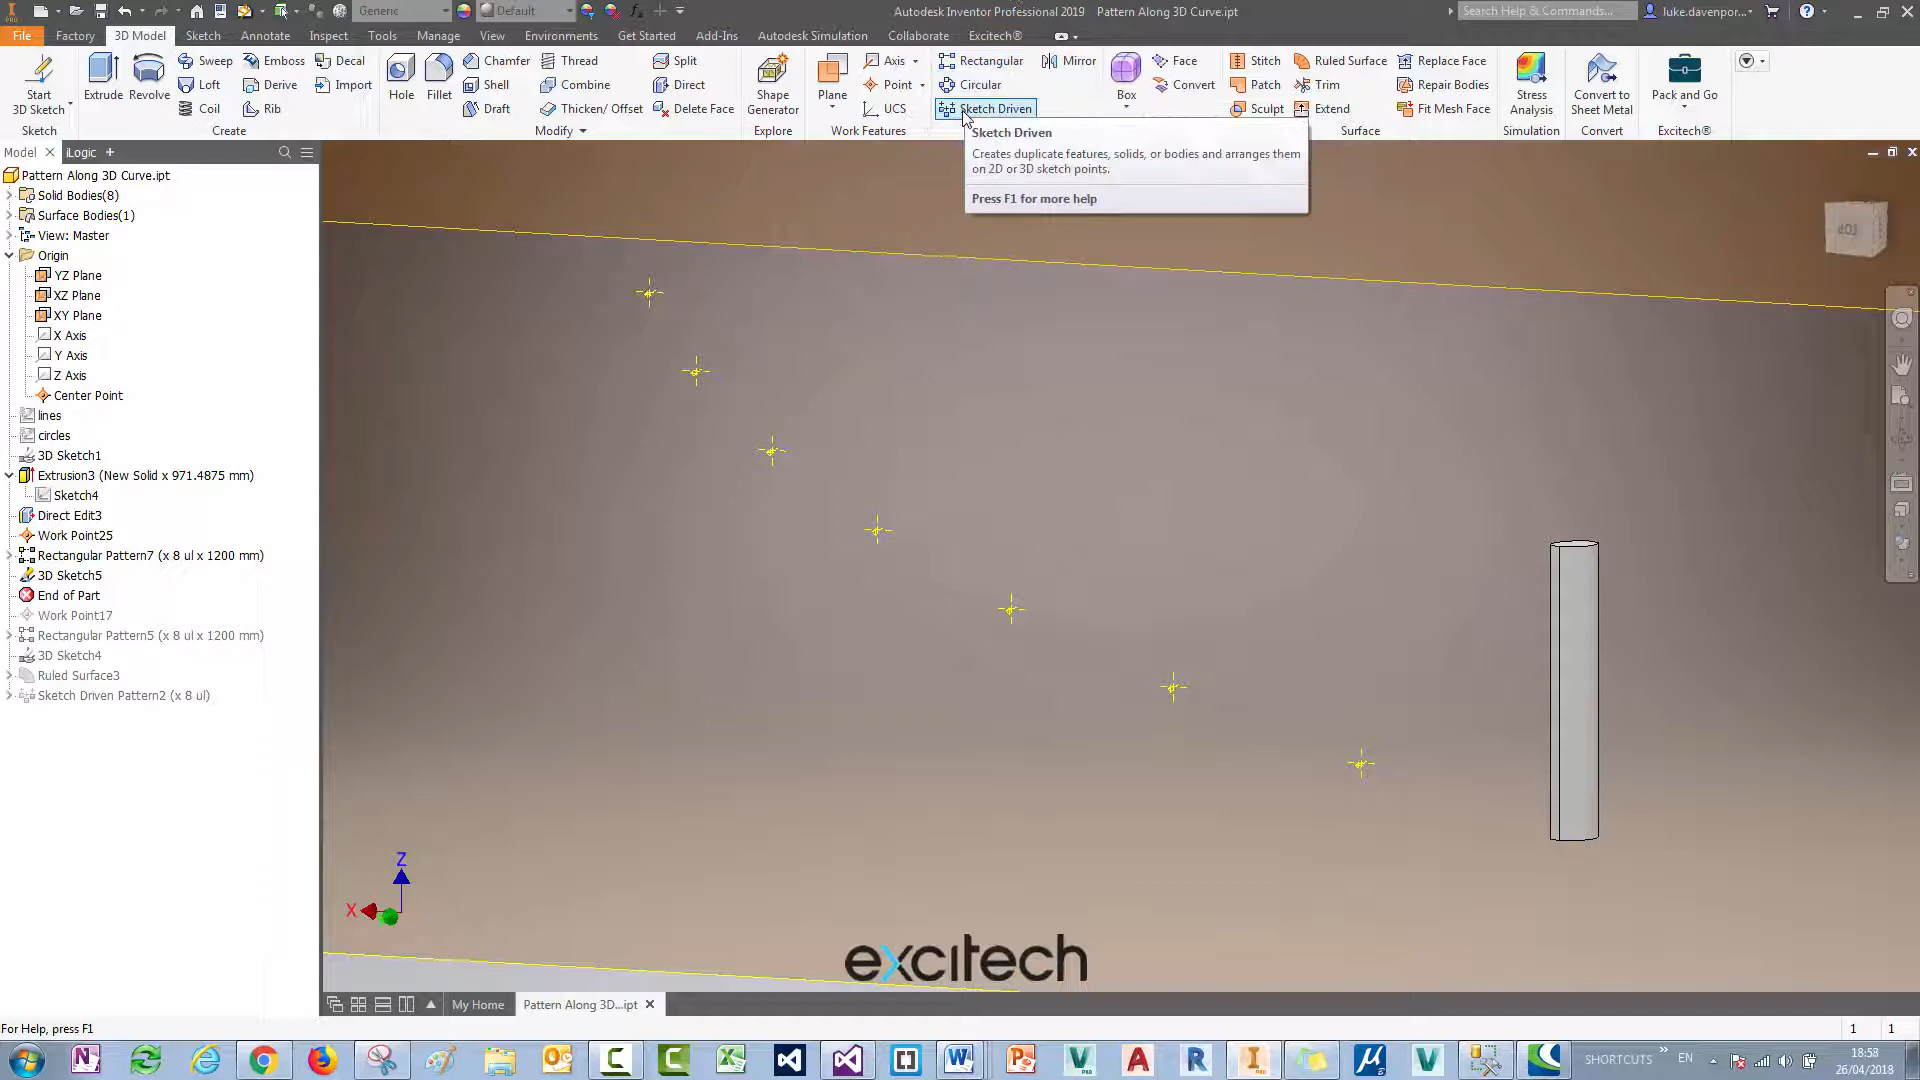 Generic
Default
Autodesk Inventor Professional 2019 Pattern Along 3D Curve.ipt
Search Help & Commands...
luke.davenpor...
File Factory 3D Model Sketch Annotate Inspect Tools Manage View Environments Get Started Add-Ins Autodesk Simulation Collaborate Excitech®
Start
3D Sketch
Sketch
Extrude
Revolve
Sweep
Loft
Coil
Emboss
Derive
Rib
Decal
Import
Create
Hole
Fillet
Chamfer
Shell
Draft
Thread
Combine
Thicken/ Offset
Split
Direct
Delete Face
Modify
Shape
Generator
Explore
Plane
Axis
Point
UCS
Work Features
Rectangular
Circular
Sketch Driven
Mirror
Box
Face
Convert
Stitch
Patch
Sculpt
Ruled Surface
Trim
Extend
Replace Face
Repair Bodies
Fit Mesh Face
Surface
Stress
Analysis
Simulation
Convert to
Sheet Metal
Convert
Pack and Go
Excitech®
Sketch Driven
Creates duplicate features, solids, or bodies and arranges them
on 2D or 3D sketch points.
Press F1 for more help
Model
iLogic
Pattern Along 3D Curve.ipt
Solid Bodies(8)
Surface Bodies(1)
View: Master
Origin
YZ Plane
XZ Plane
XY Plane
X Axis
Y Axis
Z Axis
Center Point
lines
circles
3D Sketch1
Extrusion3 (New Solid x 971.4875 mm)
Sketch4
Direct Edit3
Work Point25
Rectangular Pattern7 (x 8 ul x 1200 mm)
3D Sketch5
End of Part
Work Point17
Rectangular Pattern5 (x 8 ul x 1200 mm)
3D Sketch4
Ruled Surface3
Sketch Driven Pattern2 (x 8 ul)
TOP
Z
X
excitech
My Home
Pattern Along 3D...ipt
For Help, press F1
1 1
SHORTCUTS
EN
18:58
26/04/2018